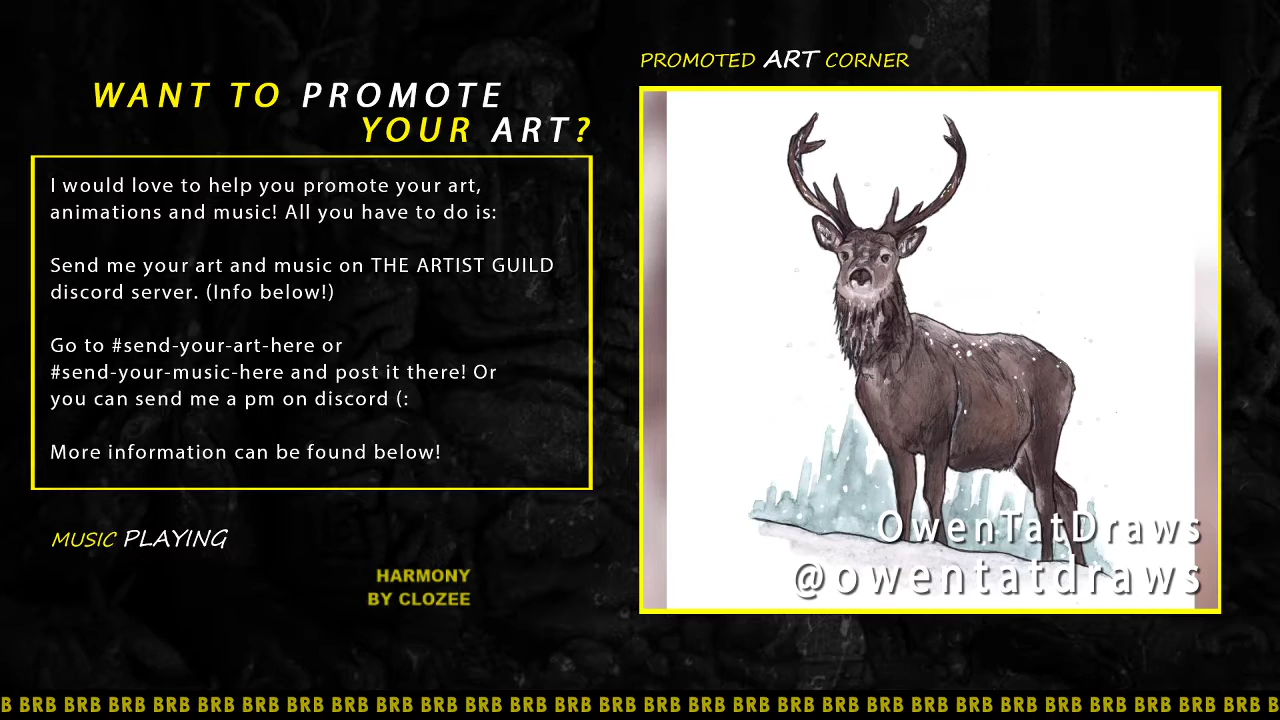 WANT TO PROMOTE
YOUR ART?
I would love to help you promote your art,
animations and music! All you have to do is:
Send me your art and music on THE ARTIST GUILD
discord server. (Info below!)
Go to #send-your-art-here or
#send-your-music-here and post it there! Or
you can send me a pm on discord (:
More information can be found below!
MUSIC PLAYING
HARMONY
BY CLOZEE
PROMOTED ART CORNER
OwenTatDraws
@owentatdraws
B BRB BRB BRB BRB BRB BRB BRB BRB BRB BRB BRB BRB BRB BRB BRB BRB BRB BRB BRB BRB BRB BRB BRB BRB BRB BRB BRB BRB B